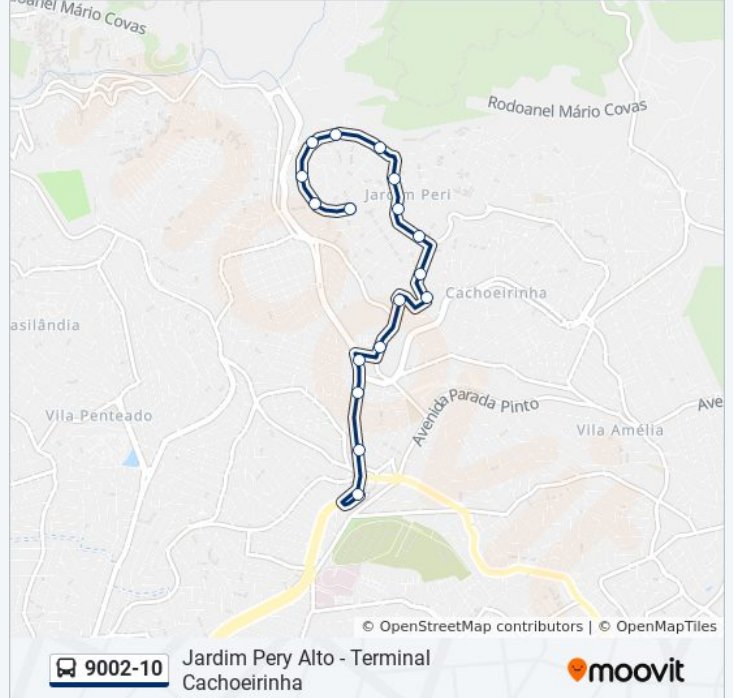 doanel Mário Covas
Rodoanel Mário Covas
Jardim Peri
Cachoeirinha
asilândia
Avenida Parada Pinto
Ave
Vila Penteado
Vila Amélia
© OpenStreetMap contributors | © OpenMapTiles
9002-10
Jardim Pery Alto - Terminal
Cachoeirinha
moovit